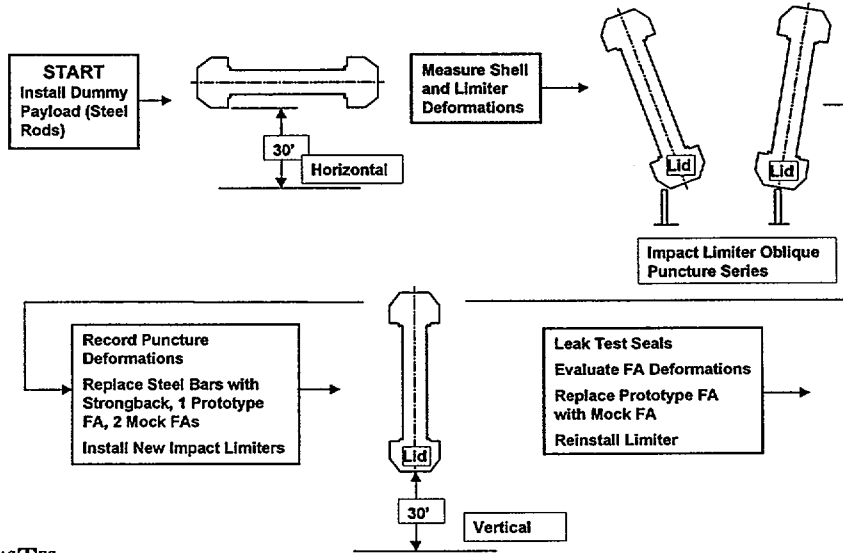 START
Install Dummy
Payload (Steel
Rods)
30'
Horizontal
Measure Shell
and Limiter
Deformations
Lid
Lid
Impact Limiter Oblique
Puncture Series
Record Puncture
Deformations
Replace Steel Bars with
Strongback, 1 Prototype
FA, 2 Mock FAs
Install New Impact Limiters
Lid
30'
Vertical
Leak Test Seals
Evaluate FA Deformations
Replace Prototype FA
with Mock FA
Reinstall Limiter